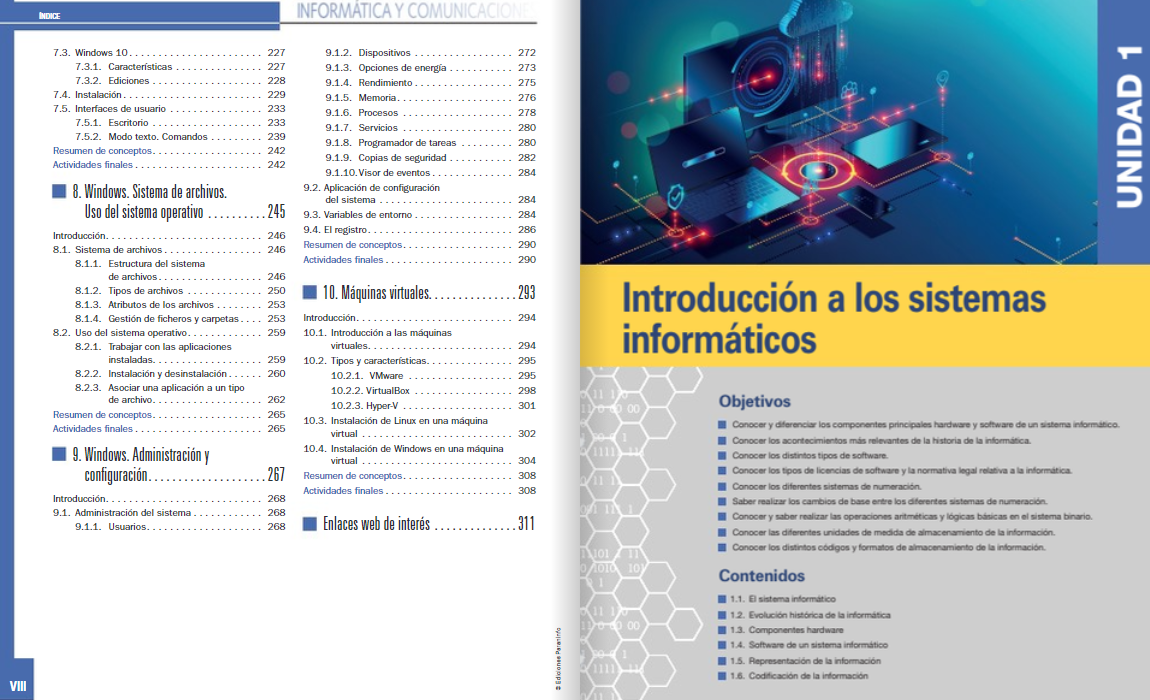 ÍNDICE
INFORMÁTICA Y COMUNICACIONES
7.3. Windows 10 . . . . . . . . . . . . . . . . . . . . . . . . 227
7.3.1. Características . . . . . . . . . . . . . . . . 227
7.3.2. Ediciones . . . . . . . . . . . . . . . . . . . . 228
7.4. Instalación . . . . . . . . . . . . . . . . . . . . . . . . . 229
7.5. Interfaces de usuario . . . . . . . . . . . . . . . . . 233
7.5.1. Escritorio . . . . . . . . . . . . . . . . . . . . 233
7.5.2. Modo texto. Comandos . . . . . . . . . 239
Resumen de conceptos. . . . . . . . . . . . . . . . . . . . 242
Actividades finales . . . . . . . . . . . . . . . . . . . . . . . 242
8. Windows. Sistema de archivos.
Uso del sistema operativo . . . . . . . . . . 245
Introducción. . . . . . . . . . . . . . . . . . . . . . . . . . . . 246
8.1. Sistema de archivos . . . . . . . . . . . . . . . . . . 246
8.1.1. Estructura del sistema
de archivos . . . . . . . . . . . . . . . . . . . 246
8.1.2. Tipos de archivos . . . . . . . . . . . . . . 250
8.1.3. Atributos de los archivos . . . . . . . . 253
8.1.4. Gestión de ficheros y carpetas . . . . 253
8.2. Uso del sistema operativo. . . . . . . . . . . . . . 259
8.2.1. Trabajar con las aplicaciones
instaladas. . . . . . . . . . . . . . . . . . . . 259
8.2.2. Instalación y desinstalación . . . . . . 260
8.2.3. Asociar una aplicación a un tipo
de archivo. . . . . . . . . . . . . . . . . . . . 262
Resumen de conceptos. . . . . . . . . . . . . . . . . . . . 265
Actividades finales . . . . . . . . . . . . . . . . . . . . . . . 265
9. Windows. Administración y
configuración. . . . . . . . . . . . . . . . . . . 267
Introducción. . . . . . . . . . . . . . . . . . . . . . . . . . . . 268
9.1. Administración del sistema . . . . . . . . . . . . . 268
9.1.1. Usuarios. . . . . . . . . . . . . . . . . . . . . 268
9.1.2. Dispositivos . . . . . . . . . . . . . . . . . . 272
9.1.3. Opciones de energía . . . . . . . . . . . 273
9.1.4. Rendimiento . . . . . . . . . . . . . . . . . 275
9.1.5. Memoria. . . . . . . . . . . . . . . . . . . . . 276
9.1.6. Procesos . . . . . . . . . . . . . . . . . . . . 278
9.1.7. Servicios . . . . . . . . . . . . . . . . . . . . 280
9.1.8. Programador de tareas . . . . . . . . . 280
9.1.9. Copias de seguridad . . . . . . . . . . . 282
9.1.10. Visor de eventos . . . . . . . . . . . . . . . 284
9.2. Aplicación de configuración
del sistema . . . . . . . . . . . . . . . . . . . . . . . . . 284
9.3. Variables de entorno . . . . . . . . . . . . . . . . . . 284
9.4. El registro . . . . . . . . . . . . . . . . . . . . . . . . . . 286
Resumen de conceptos. . . . . . . . . . . . . . . . . . . . 290
Actividades finales . . . . . . . . . . . . . . . . . . . . . . . 290
10. Máquinas virtuales. . . . . . . . . . . . . . 293
Introducción. . . . . . . . . . . . . . . . . . . . . . . . . . . . 294
10.1. Introducción a las máquinas
virtuales. . . . . . . . . . . . . . . . . . . . . . . . . . . 294
10.2. Tipos y características. . . . . . . . . . . . . . . . 295
10.2.1. VMware . . . . . . . . . . . . . . . . . . . 295
10.2.2. VirtualBox . . . . . . . . . . . . . . . . . . 298
10.2.3. Hyper-V . . . . . . . . . . . . . . . . . . . . 301
10.3. Instalación de Linux en una máquina
virtual . . . . . . . . . . . . . . . . . . . . . . . . . . . . 302
10.4. Instalación de Windows en una máquina
virtual . . . . . . . . . . . . . . . . . . . . . . . . . . . . 304
Resumen de conceptos. . . . . . . . . . . . . . . . . . . . 308
Actividades finales . . . . . . . . . . . . . . . . . . . . . . . 308
Enlaces web de interés . . . . . . . . . . . . . 311
© Ediciones Paraninfo
VIII
UNIDAD 1
Introducción a los sistemas
informáticos
Objetivos
Conocer y diferenciar los componentes principales hardware y software de un sistema informático.
Conocer los acontecimientos más relevantes de la historia de la informática.
Conocer los distintos tipos de software.
Conocer los tipos de licencias de software y la normativa legal relativa a la informática.
Conocer los diferentes sistemas de numeración.
Saber realizar los cambios de base entre los diferentes sistemas de numeración.
Conocer y saber realizar las operaciones aritméticas y lógicas básicas en el sistema binario.
Conocer las diferentes unidades de medida de almacenamiento de la información.
Conocer los distintos códigos y formatos de almacenamiento de la información.
Contenidos
1.1. El sistema informático
1.2. Evolución histórica de la informática
1.3. Componentes hardware
1.4. Software de un sistema informático
1.5. Representación de la información
1.6. Codificación de la información